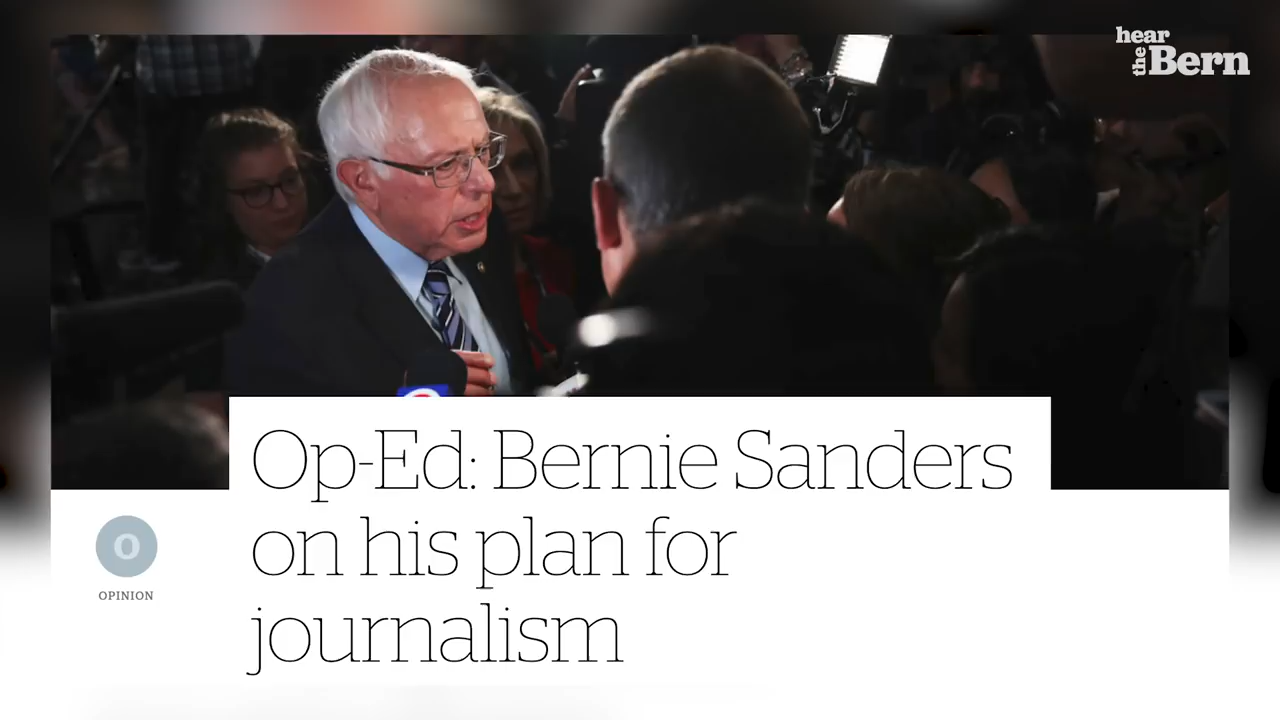 hear
the
Bern
Op-Ed: Bernie Sanders
on his plan for
journalism
O
OPINION